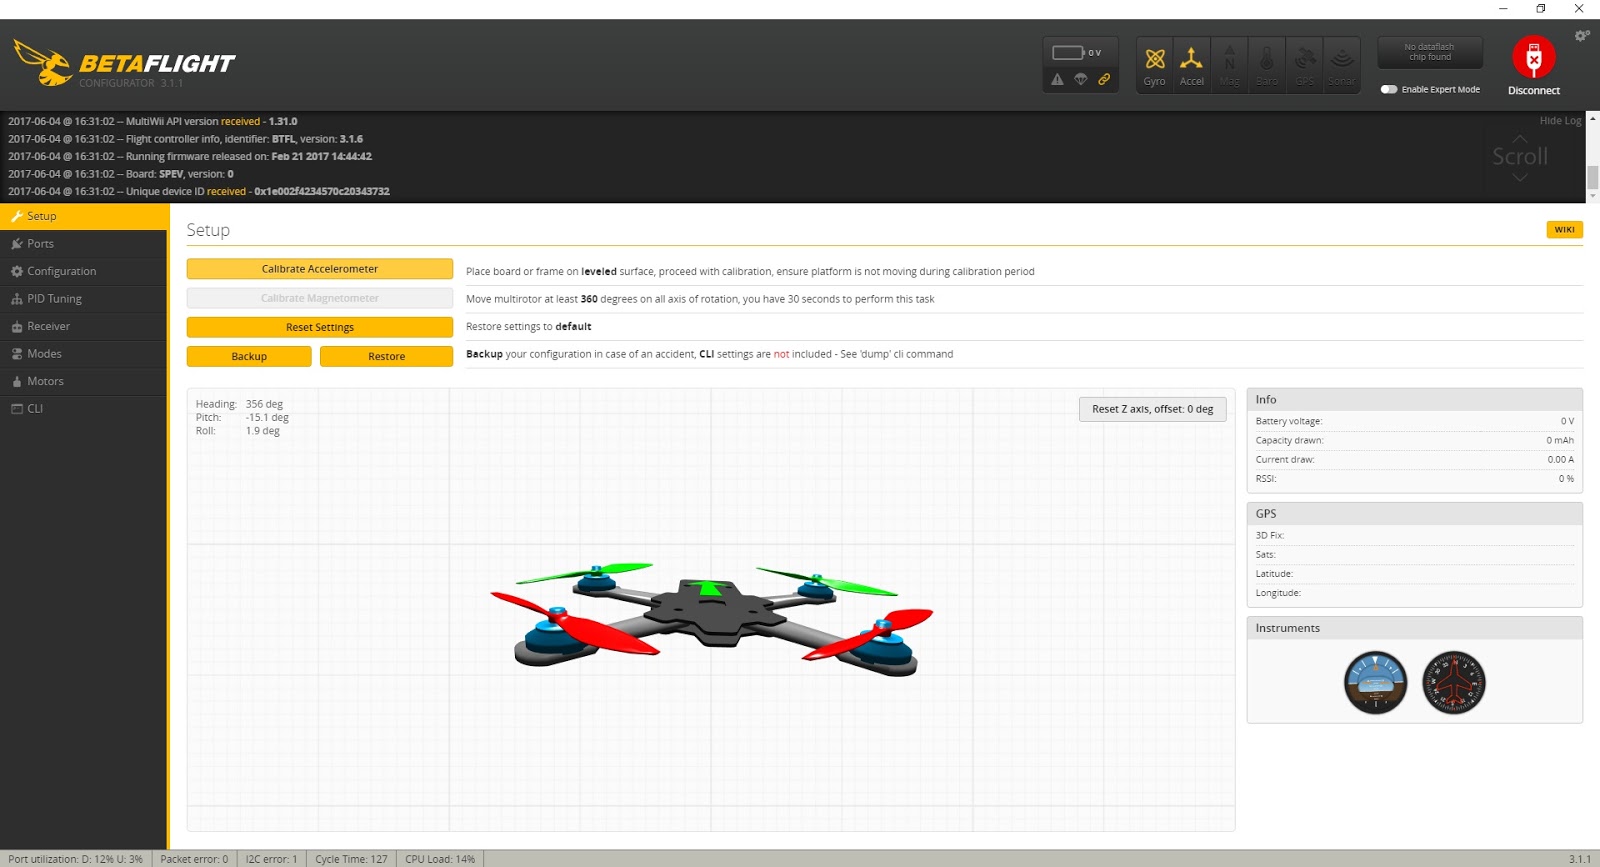 BETAFLIGHT
CONFIGURATOR 3.1.1
0 V
Gyro
Accel
Mag
Baro
GPS
Sonar
No dataflash
chip found
Enable Expert Mode
Disconnect
2017-06-04 @ 16:31:02 -- MultiWii API version received - 1.31.0
2017-06-04 @ 16:31:02 -- Flight controller info, identifier: BTFL, version: 3.1.6
2017-06-04 @ 16:31:02 -- Running firmware released on: Feb 21 2017 14:44:42
2017-06-04 @ 16:31:02 -- Board: SPEV, version: 0
2017-06-04 @ 16:31:02 -- Unique device ID received - 0x1e002f4234570c20343732
Hide Log
Scroll
Setup
Ports
Configuration
PID Tuning
Receiver
Modes
Motors
CLI
Setup
WIKI
Calibrate Accelerometer
Place board or frame on leveled surface, proceed with calibration, ensure platform is not moving during calibration period
Calibrate Magnetometer
Move multirotor at least 360 degrees on all axis of rotation, you have 30 seconds to perform this task
Reset Settings
Restore settings to default
Backup
Restore
Backup your configuration in case of an accident, CLI settings are not included - See 'dump' cli command
Heading: 356 deg
Pitch: -15.1 deg
Roll: 1.9 deg
Reset Z axis, offset: 0 deg
Info
Battery voltage: 0 V
Capacity drawn: 0 mAh
Current draw: 0.00 A
RSSI: 0 %
GPS
3D Fix:
Sats:
Latitude:
Longitude:
Instruments
Port utilization: D: 12% U: 3%
Packet error: 0
I2C error: 1
Cycle Time: 127
CPU Load: 14%
3.1.1